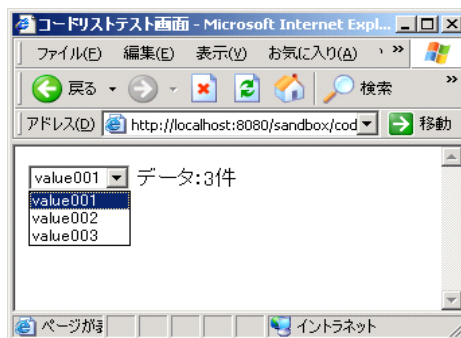 コードリストテスト画面 - Microsoft Internet Expl...
ファイル(F) 編集(E) 表示(V) お気に入り(A) »
戻る 検索 »
アドレス(D) http://localhost:8080/sandbox/cod 移動
value001 データ:3件
value001
value002
value003
ページが イントラネット